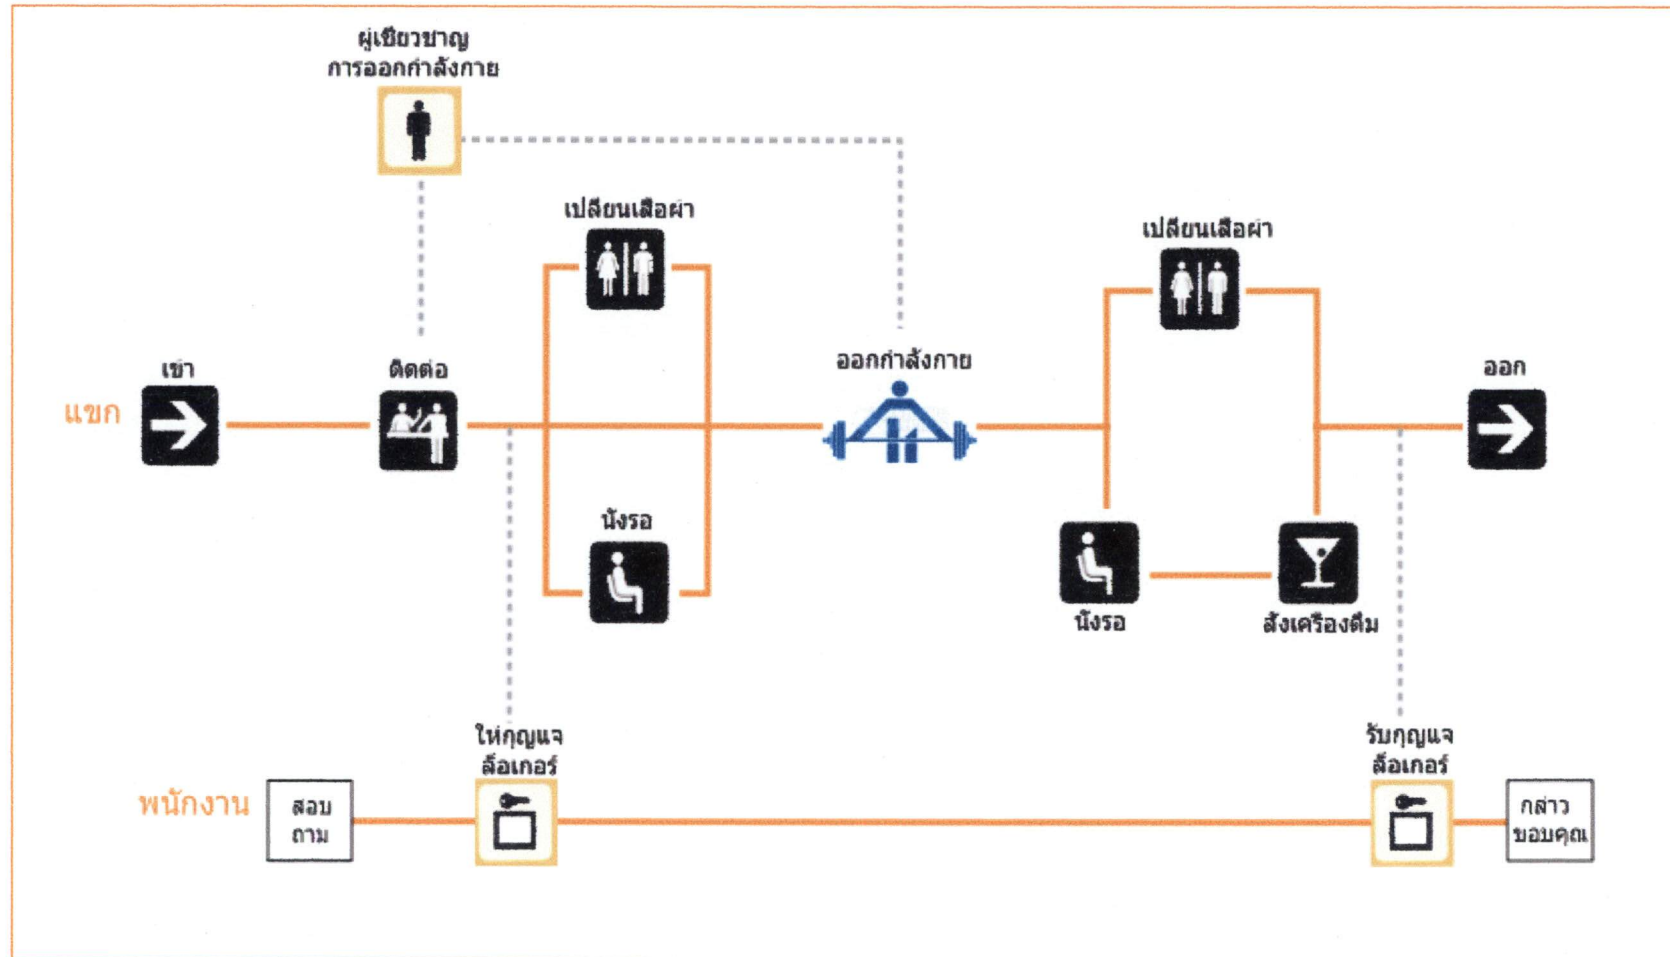 ผู้เชี่ยวชาญ
การออกกำลังกาย
เปลี่ยนเสื้อผ้า
เปลี่ยนเสื้อผ้า
เข้า
ติดต่อ
ออกกำลังกาย
ออก
แขก
นั่งรอ
นั่งรอ
สั่งเครื่องดื่ม
ให้กุญแจ
ล็อเกอร์
รับกุญแจ
ล็อเกอร์
พนักงาน
สอบ
ถาม
กล่าว
ขอบคุณ